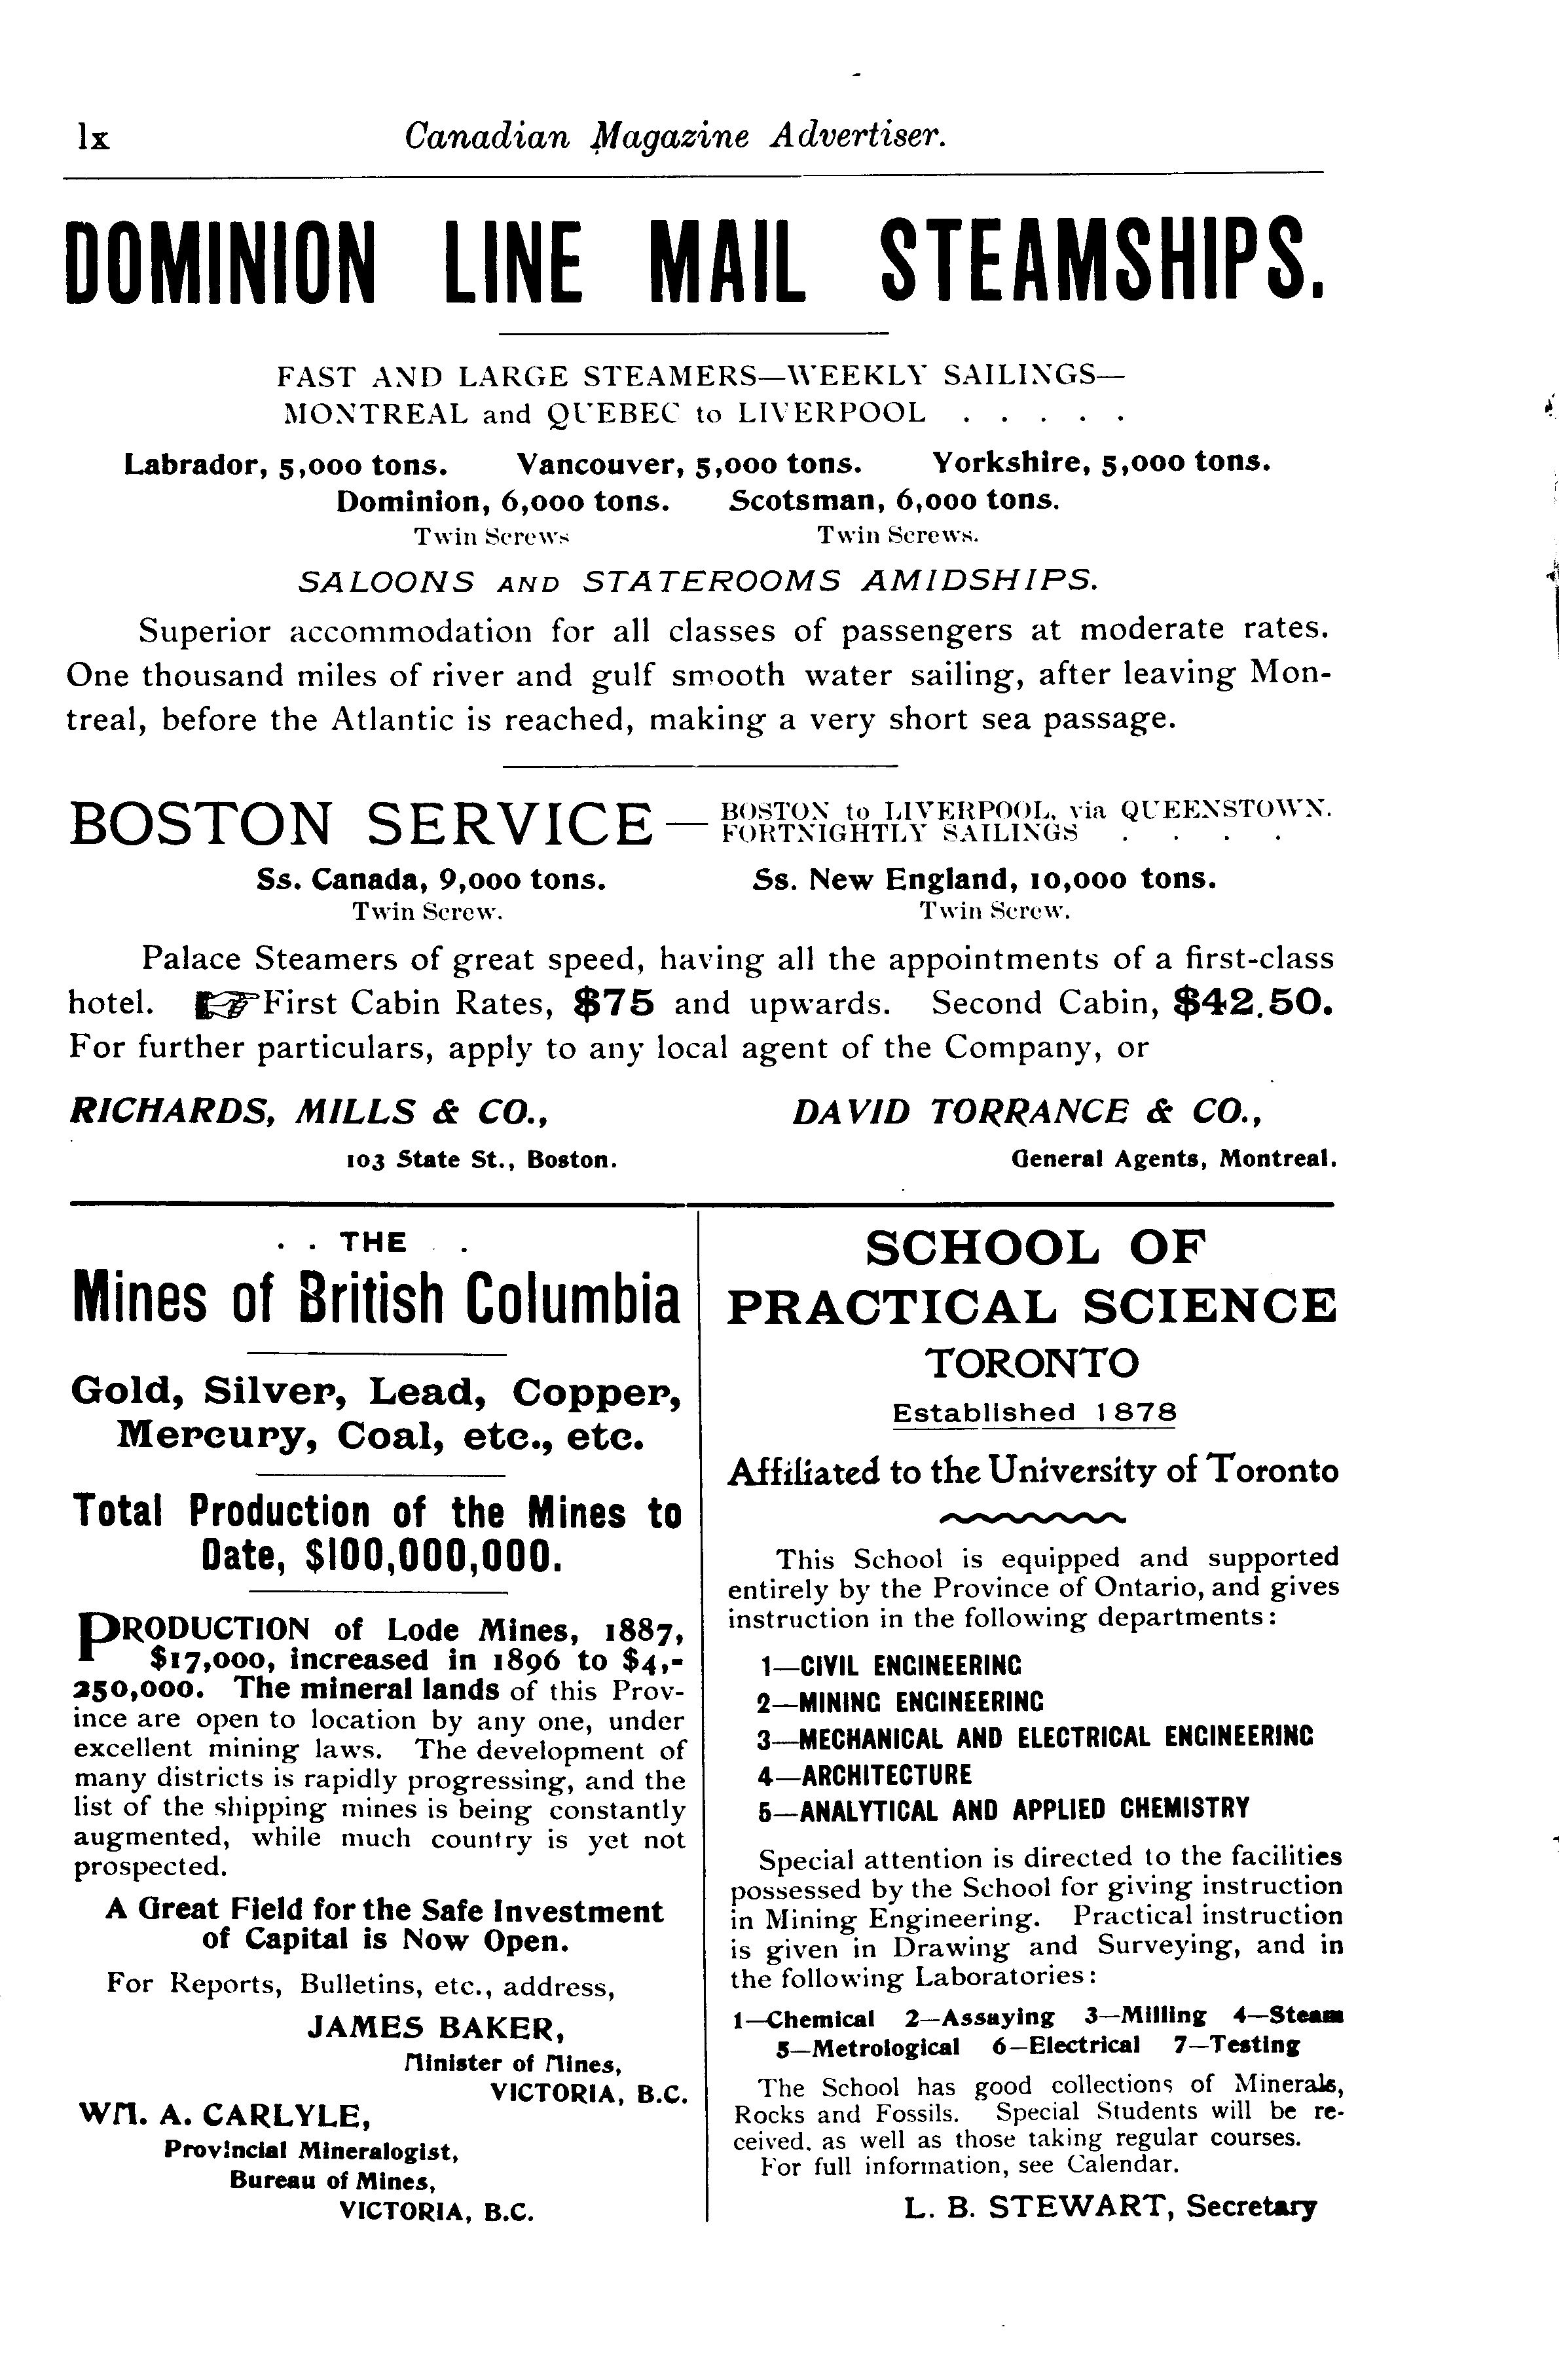 lx Canadian Magazine Advertiser.
DOMINION LINE MAIL STEAMSHIPS.
FAST AND LARGE STEAMERS—WEEKLY SAILINGS—
MONTREAL and QUEBEC to LIVERPOOL . . . . .
Labrador, 5,000 tons. Vancouver, 5,000 tons. Yorkshire, 5,000 tons.
Dominion, 6,000 tons. Scotsman, 6,000 tons.
Twin Screws Twin Screws.
SALOONS AND STATEROOMS AMIDSHIPS.
Superior accommodation for all classes of passengers at moderate rates.
One thousand miles of river and gulf smooth water sailing, after leaving Mon-
treal, before the Atlantic is reached, making a very short sea passage.
BOSTON SERVICE— BOSTON to LIVERPOOL, via QUEENSTOWN.
FORTNIGHTLY SAILINGS . . . .
Ss. Canada, 9,000 tons. Ss. New England, 10,000 tons.
Twin Screw. Twin Screw.
Palace Steamers of great speed, having all the appointments of a first-class
hotel. ☞First Cabin Rates, $75 and upwards. Second Cabin, $42.50.
For further particulars, apply to any local agent of the Company, or
RICHARDS, MILLS & CO., DAVID TORRANCE & CO.,
103 State St., Boston. General Agents, Montreal.
. . THE . .
Mines of British Columbia
Gold, Silver, Lead, Copper,
Mercury, Coal, etc., etc.
Total Production of the Mines to
Date, $100,000,000.
PRODUCTION of Lode Mines, 1887,
$17,000, increased in 1896 to $4,-
250,000. The mineral lands of this Prov-
ince are open to location by any one, under
excellent mining laws. The development of
many districts is rapidly progressing, and the
list of the shipping mines is being constantly
augmented, while much country is yet not
prospected.
A Great Field for the Safe Investment
of Capital is Now Open.
For Reports, Bulletins, etc., address,
JAMES BAKER,
Minister of Mines,
VICTORIA, B.C.
WM. A. CARLYLE,
Provincial Mineralogist,
Bureau of Mines,
VICTORIA, B.C.
SCHOOL OF
PRACTICAL SCIENCE
TORONTO
Established 1878
Affiliated to the University of Toronto
This School is equipped and supported
entirely by the Province of Ontario, and gives
instruction in the following departments:
1—CIVIL ENGINEERING
2—MINING ENGINEERING
3—MECHANICAL AND ELECTRICAL ENGINEERING
4—ARCHITECTURE
5—ANALYTICAL AND APPLIED CHEMISTRY
Special attention is directed to the facilities
possessed by the School for giving instruction
in Mining Engineering. Practical instruction
is given in Drawing and Surveying, and in
the following Laboratories:
1—Chemical 2—Assaying 3—Milling 4—Steam
5—Metrological 6—Electrical 7—Testing
The School has good collections of Minerals,
Rocks and Fossils. Special Students will be re-
ceived, as well as those taking regular courses.
For full information, see Calendar.
L. B. STEWART, Secretary